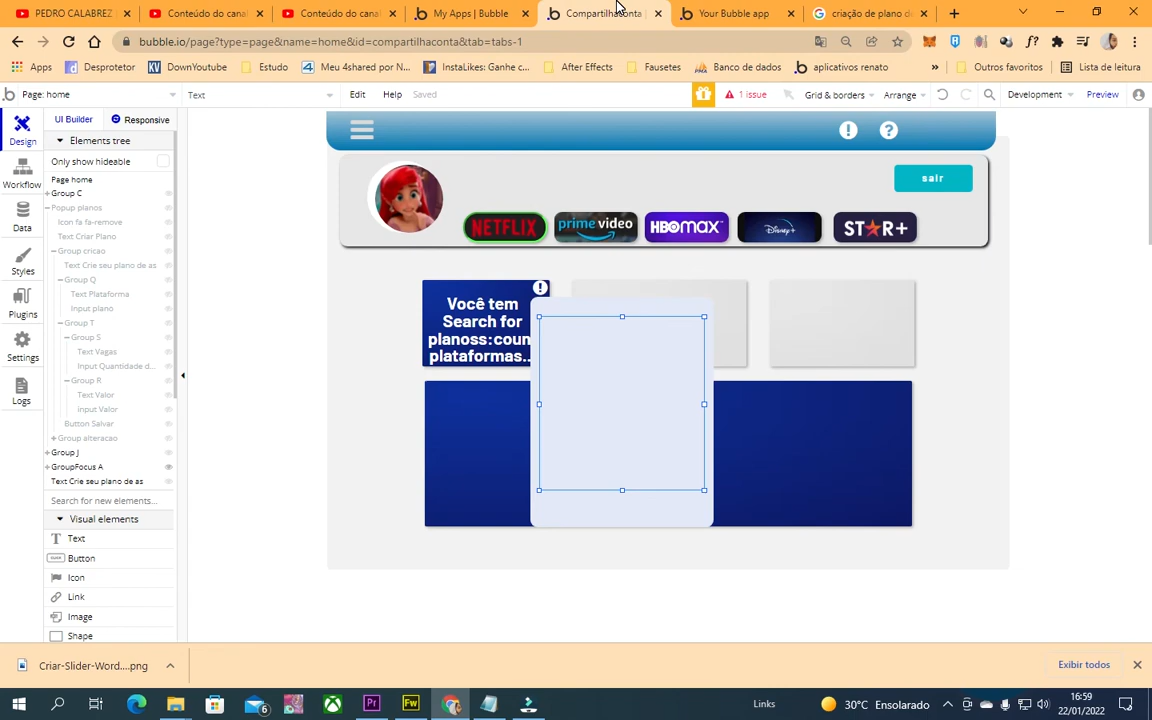 PEDRO CALABREZ
Conteúdo do canal
Conteúdo do canal
My Apps | Bubble
Compartilhaconta |
Your Bubble app
criação de plano de
bubble.io/page?type=page&name=home&id=compartilhaconta&tab=tabs-1
Apps
Desprotetor
DownYoutube
Estudo
Meu 4shared por N...
InstaLikes: Ganhe c...
After Effects
Fausetes
Banco de dados
aplicativos renato
Outros favoritos
Lista de leitura
Page: home
Text
Edit
Help
Saved
1 issue
Grid & borders
Arrange
Development
Preview
Design
Workflow
Data
Styles
Plugins
Settings
Logs
UI Builder
Responsive
Elements tree
Only show hideable
Page home
Group C
Popup planos
Icon fa fa-remove
Text Criar Plano
Group cricao
Text Crie seu plano de as
Group Q
Text Plataforma
Input plano
Group T
Group S
Text Vagas
Input Quantidade d...
Group R
Text Valor
input Valor
Button Salvar
Group alteracao
Group J
GroupFocus A
Text Crie seu plano de as
Search for new elements...
Visual elements
Text
Button
Icon
Link
Image
Shape
sair
NETFLIX
prime video
HBOMAX
Disney+
STAR+
Você tem
Search for
planoss:coun
plataformas..
Criar-Slider-Word....png
Exibir todos
Links
30°C Ensolarado
16:59
22/01/2022